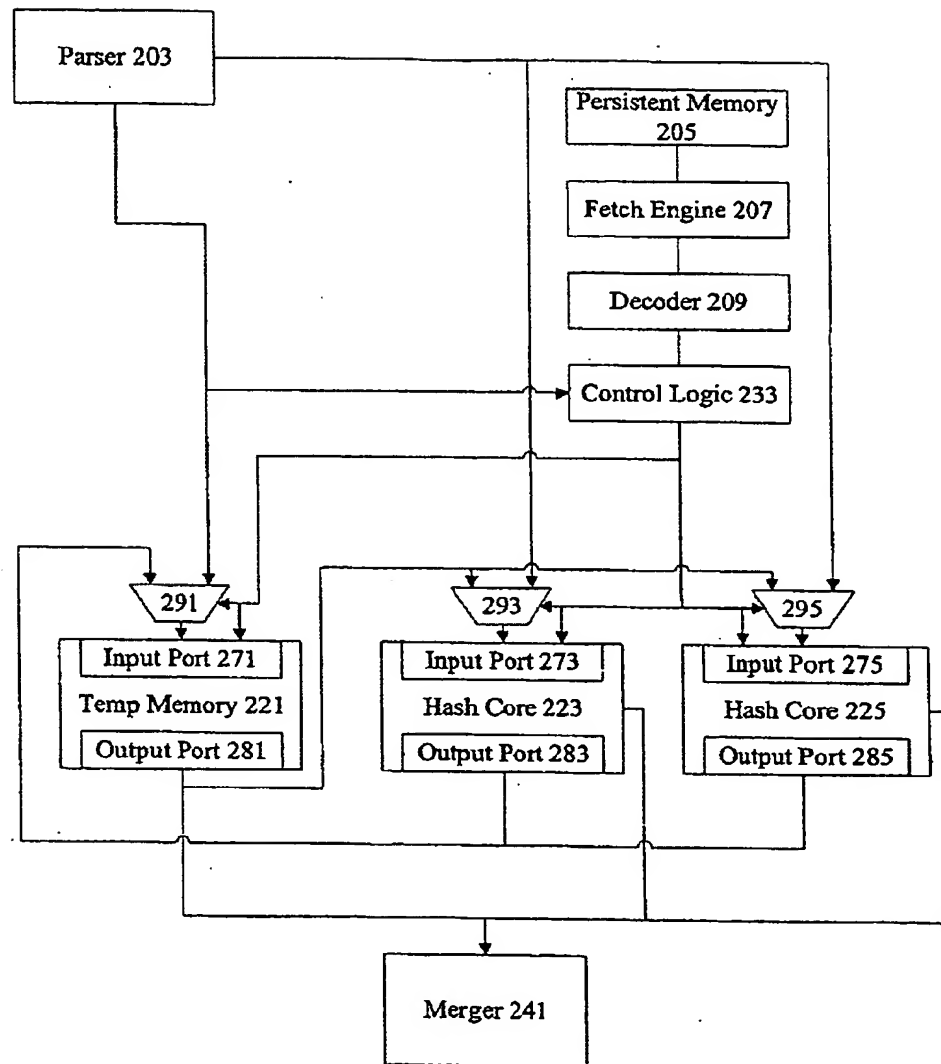 Parser 203
Persistent Memory
205
Fetch Engine 207
Decoder 209
Control Logic 233
291
293
295
Input Port 271
Temp Memory 221
Output Port 281
Input Port 273
Hash Core 223
Output Port 283
Input Port 275
Hash Core 225
Output Port 285
Merger 241